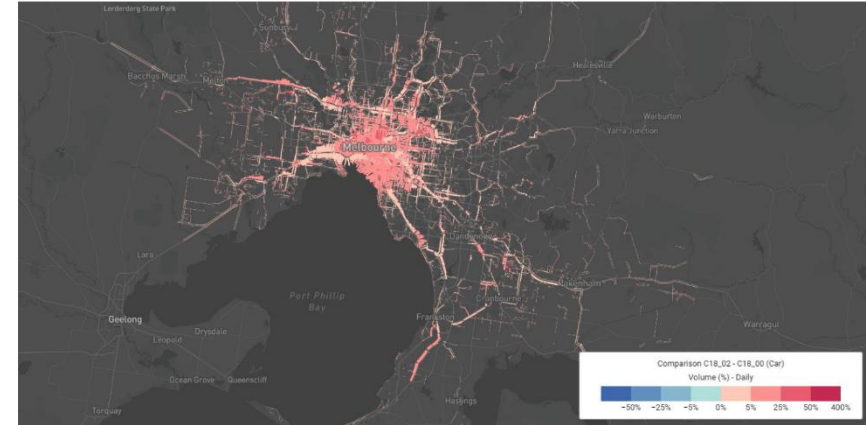 Lerderderg State Park
Sunbury
Healesville
Bacchus Marsh
Melton
Warburton
Yarra Junction
Melbourne
Dandenong
Lara
Port Phillip
Bay
Pakenham
Cranbourne
Geelong
Frankston
Warragul
Drysdale
Leopold
Ocean Grove
Queenscliff
Hastings
Torquay
Comparison C18_02 - C18_00 (Car)
Volume (%) - Daily
−50% −25% −5% 0% 5% 25% 50% 400%